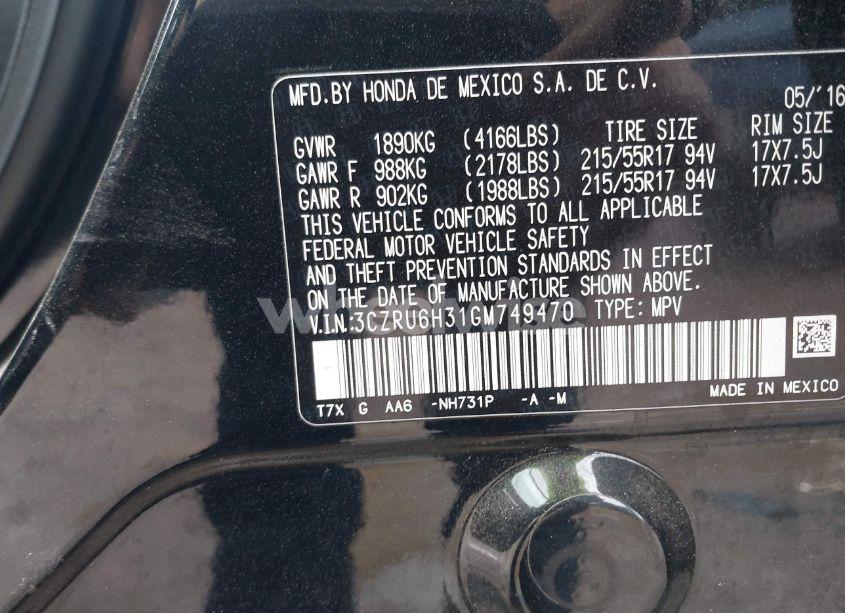 MFD.BY HONDA DE MEXICO S.A. DE C.V. 05/'16
GVWR 1890KG (4166LBS) TIRE SIZE RIM SIZE
GAWR F 988KG (2178LBS) 215/55R17 94V 17X7.5J
GAWR R 902KG (1988LBS) 215/55R17 94V 17X7.5J
THIS VEHICLE CONFORMS TO ALL APPLICABLE
FEDERAL MOTOR VEHICLE SAFETY
AND THEFT PREVENTION STANDARDS IN EFFECT
ON THE DATE OF MANUFACTURE SHOWN ABOVE.
V.I.N.:3CZRU6H31GM749470 TYPE: MPV
T7X G AA6 -NH731P -A -M MADE IN MEXICO